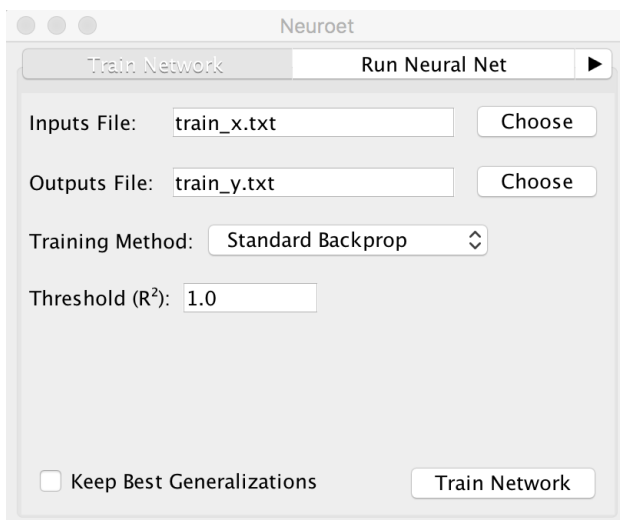 Neuroet
Train Network Run Neural Net ▶
Inputs File: train_x.txt Choose
Outputs File: train_y.txt Choose
Training Method: Standard Backprop
Threshold (R²): 1.0
Keep Best Generalizations Train Network